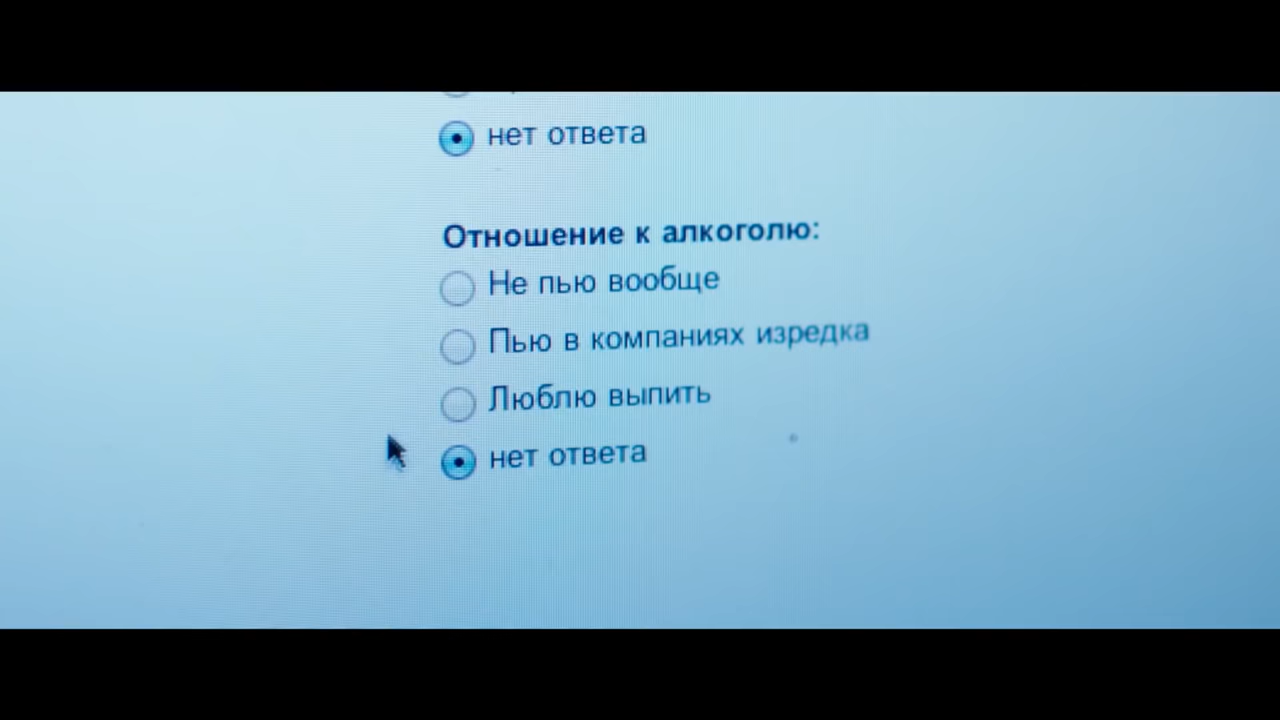 нет ответа
Отношение к алкоголю:
Не пью вообще
Пью в компаниях изредка
Люблю выпить
нет ответа